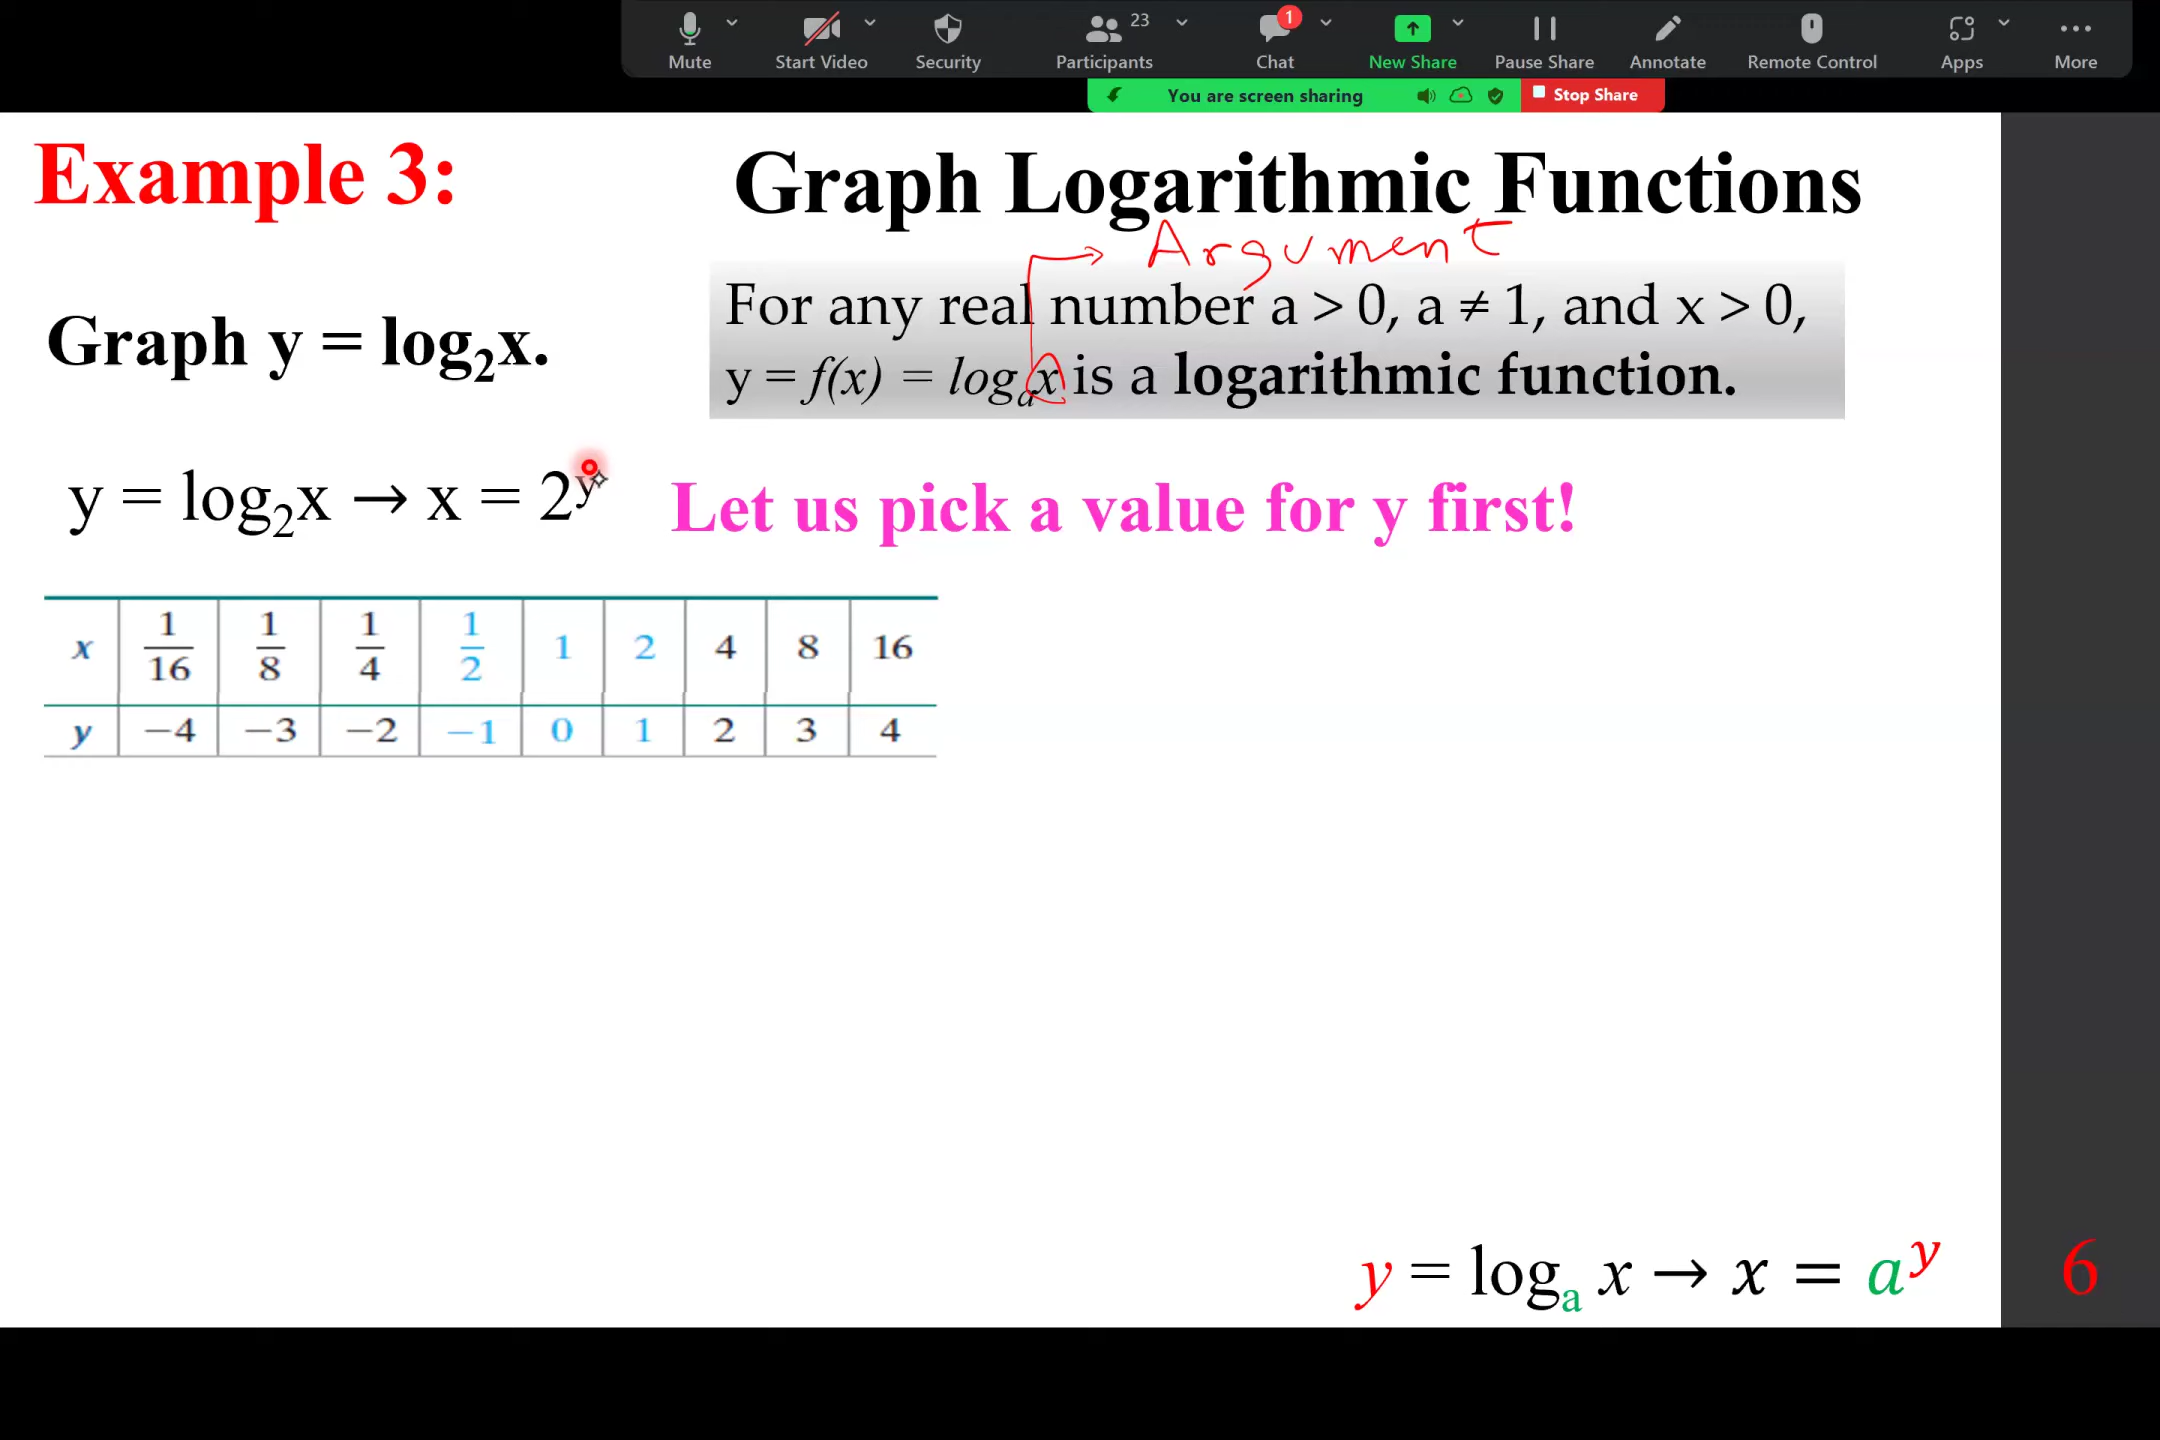 Mute
Start Video
Security
Participants
23
Chat
1
New Share
Pause Share
Annotate
Remote Control
Apps
More
You are screen sharing
Stop Share
Example 3:
Graph Logarithmic Functions
Argument
For any real number a > 0, a ≠ 1, and x > 0,
y = f(x) = logₐx is a logarithmic function.
Graph y = log₂x.
y = log₂x → x = 2ʸ
Let us pick a value for y first!
x 1/16 1/8 1/4 1/2 1 2 4 8 16
y −4 −3 −2 −1 0 1 2 3 4
y = logₐ x → x = aʸ
6